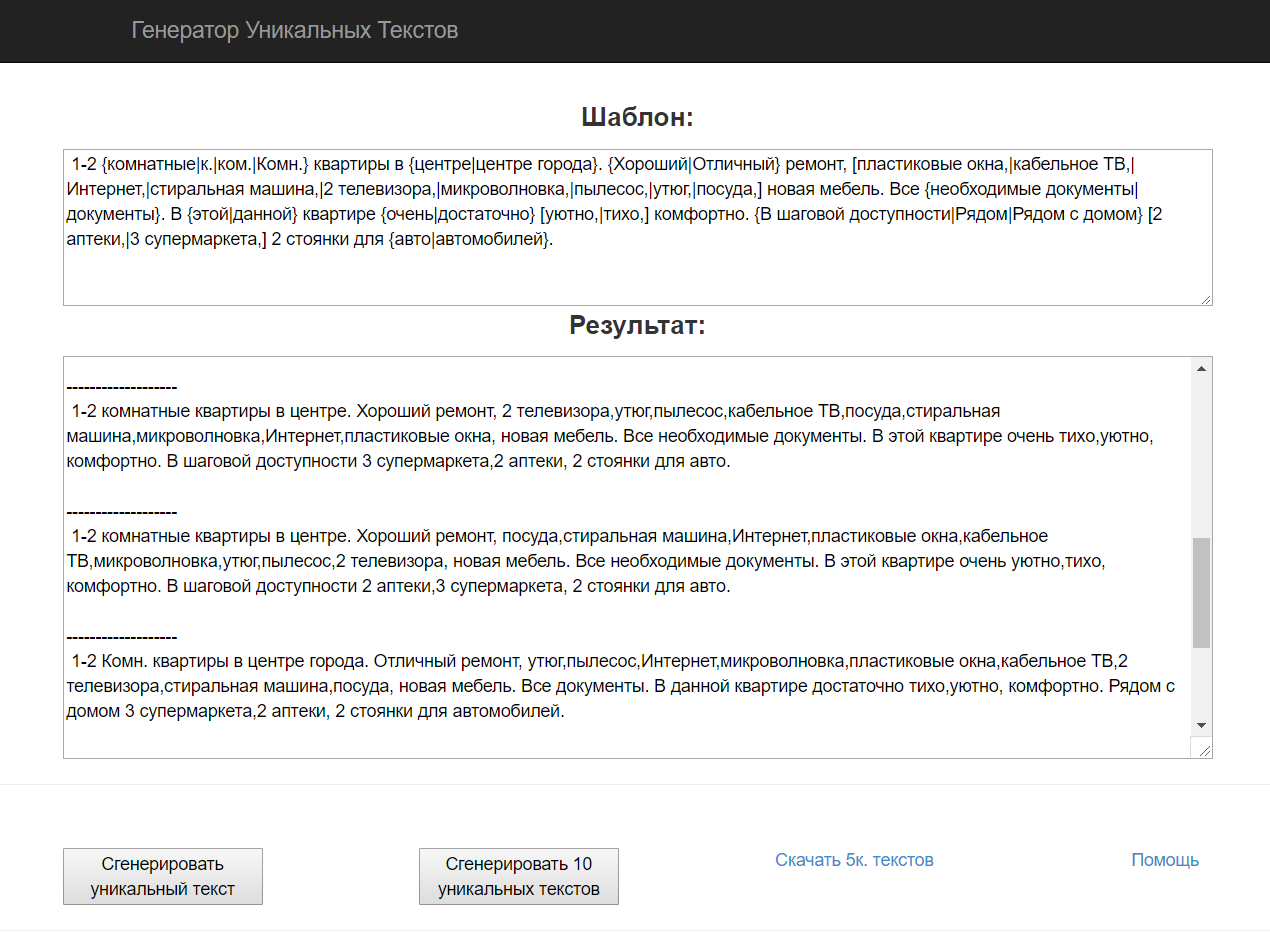 Генератор Уникальных Текстов
Шаблон:
1-2 {комнатные|к.|ком.|Комн.} квартиры в {центре|центре города}. {Хороший|Отличный} ремонт, [пластиковые окна,|кабельное ТВ,|
Интернет,|стиральная машина,|2 телевизора,|микроволновка,|пылесос,|утюг,|посуда,] новая мебель. Все {необходимые документы|
документы}. В {этой|данной} квартире {очень|достаточно} [уютно,|тихо,] комфортно. {В шаговой доступности|Рядом|Рядом с домом} [2
аптеки,|3 супермаркета,] 2 стоянки для {авто|автомобилей}.
Результат:
-------------------
1-2 комнатные квартиры в центре. Хороший ремонт, 2 телевизора,утюг,пылесос,кабельное ТВ,посуда,стиральная
машина,микроволновка,Интернет,пластиковые окна, новая мебель. Все необходимые документы. В этой квартире очень тихо,уютно,
комфортно. В шаговой доступности 3 супермаркета,2 аптеки, 2 стоянки для авто.
-------------------
1-2 комнатные квартиры в центре. Хороший ремонт, посуда,стиральная машина,Интернет,пластиковые окна,кабельное
ТВ,микроволновка,утюг,пылесос,2 телевизора, новая мебель. Все необходимые документы. В этой квартире очень уютно,тихо,
комфортно. В шаговой доступности 2 аптеки,3 супермаркета, 2 стоянки для авто.
-------------------
1-2 Комн. квартиры в центре города. Отличный ремонт, утюг,пылесос,Интернет,микроволновка,пластиковые окна,кабельное ТВ,2
телевизора,стиральная машина,посуда, новая мебель. Все документы. В данной квартире достаточно тихо,уютно, комфортно. Рядом с
домом 3 супермаркета,2 аптеки, 2 стоянки для автомобилей.
Сгенерировать
уникальный текст
Сгенерировать 10
уникальных текстов
Скачать 5к. текстов
Помощь